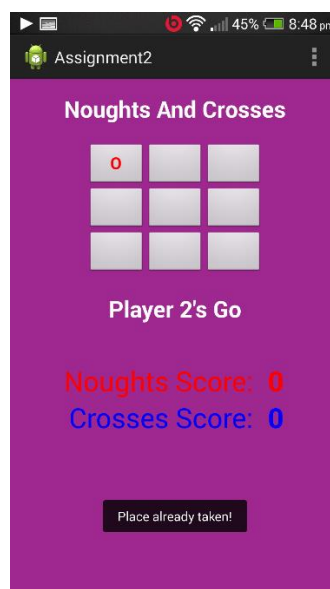 45% 8:48 pm
Assignment2
Noughts And Crosses
O
Player 2's Go
Noughts Score: 0
Crosses Score: 0
Place already taken!